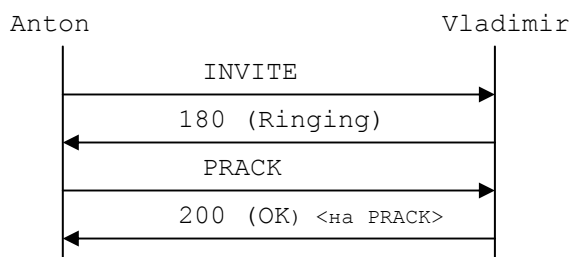 Anton Vladimir
INVITE
180 (Ringing)
PRACK
200 (OK) <на PRACK>